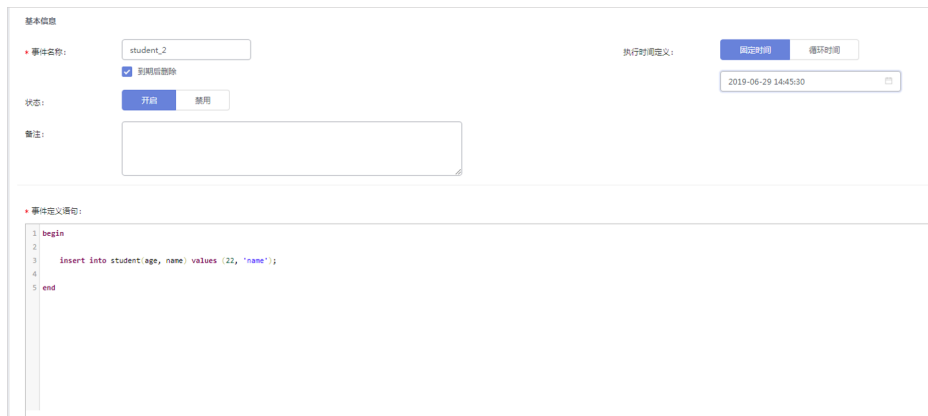 基本信息
* 事件名称: student_2 执行时间定义: 固定时间 循环时间
到期后删除 2019-06-29 14:45:30
状态: 开启 禁用
备注:
* 事件定义语句:
1 begin
2
3 insert into student(age, name) values (22, 'name');
4
5 end